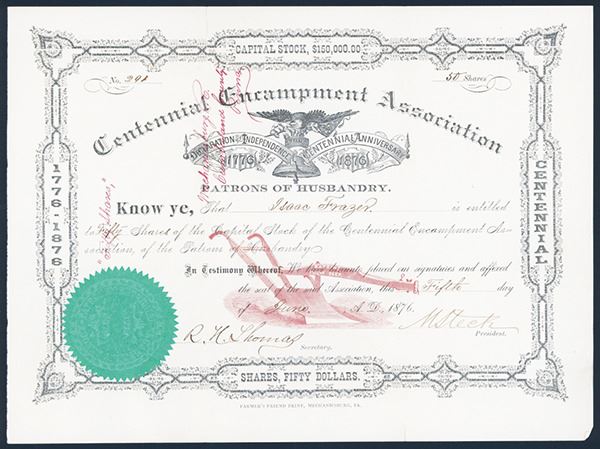 CAPITAL STOCK, $150,000.00
No. 291
50 Shares
Centennial Encampment Association
DECLARATION OF INDEPENDENCE CENTENNIAL ANNIVERSARY
1776 1876
PATRONS OF HUSBANDRY.
Know ye, That Isaac Frazer is entitled
to Fifty Shares of the Capital Stock of the Centennial Encampment As-
sociation, of the Patrons of Husbandry.
In Testimony Whereof, We have hereunto placed our signatures and affixed
the seal of the said Association, this Fifth day
of June A.D. 1876.
R. H. Thomas
Secretary.
President.
1776-1876
CENTENNIAL
SHARES, FIFTY DOLLARS.
FARMER'S FRIEND PRINT, MECHANICSBURG, PA.